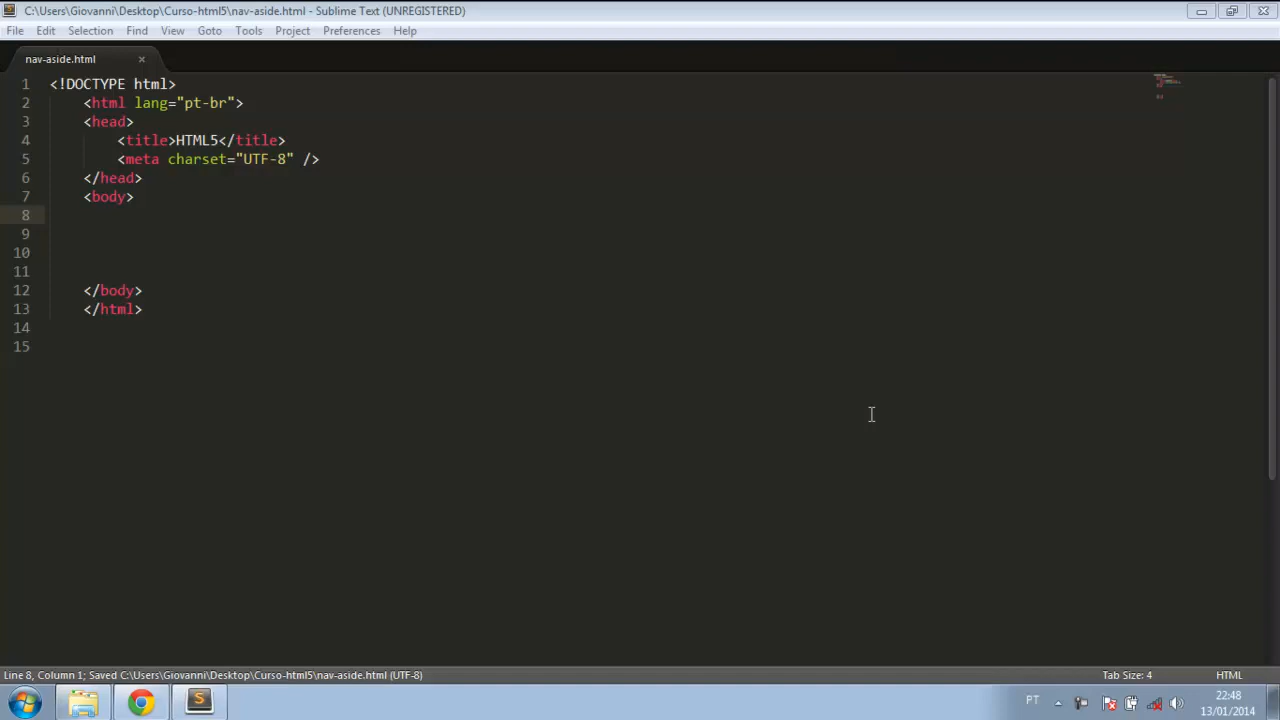 C:\Users\Giovanni\Desktop\Curso-html5\nav-aside.html - Sublime Text (UNREGISTERED)
File Edit Selection Find View Goto Tools Project Preferences Help
nav-aside.html ×
1 <!DOCTYPE html>
2 <html lang="pt-br">
3 <head>
4 <title>HTML5</title>
5 <meta charset="UTF-8" />
6 </head>
7 <body>
8
9
10
11
12 </body>
13 </html>
14
15
Line 8, Column 1; Saved C:\Users\Giovanni\Desktop\Curso-html5\nav-aside.html (UTF-8) Tab Size: 4 HTML
PT 22:48
13/01/2014